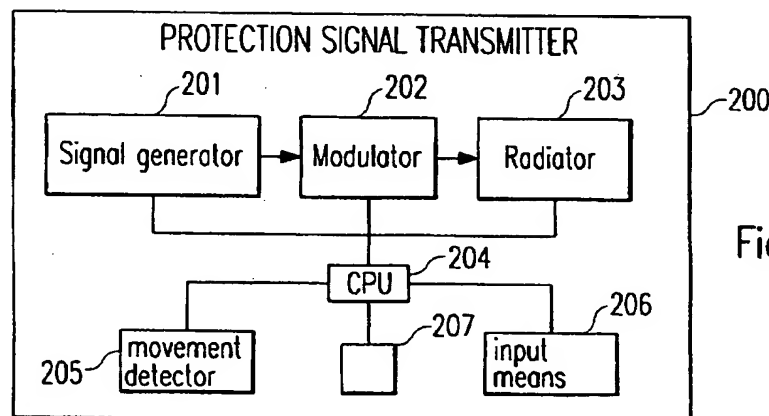 PROTECTION SIGNAL TRANSMITTER
201
202
203
200
Signal generator
Modulator
Radiator
CPU
204
205
movement
detector
207
206
input
means